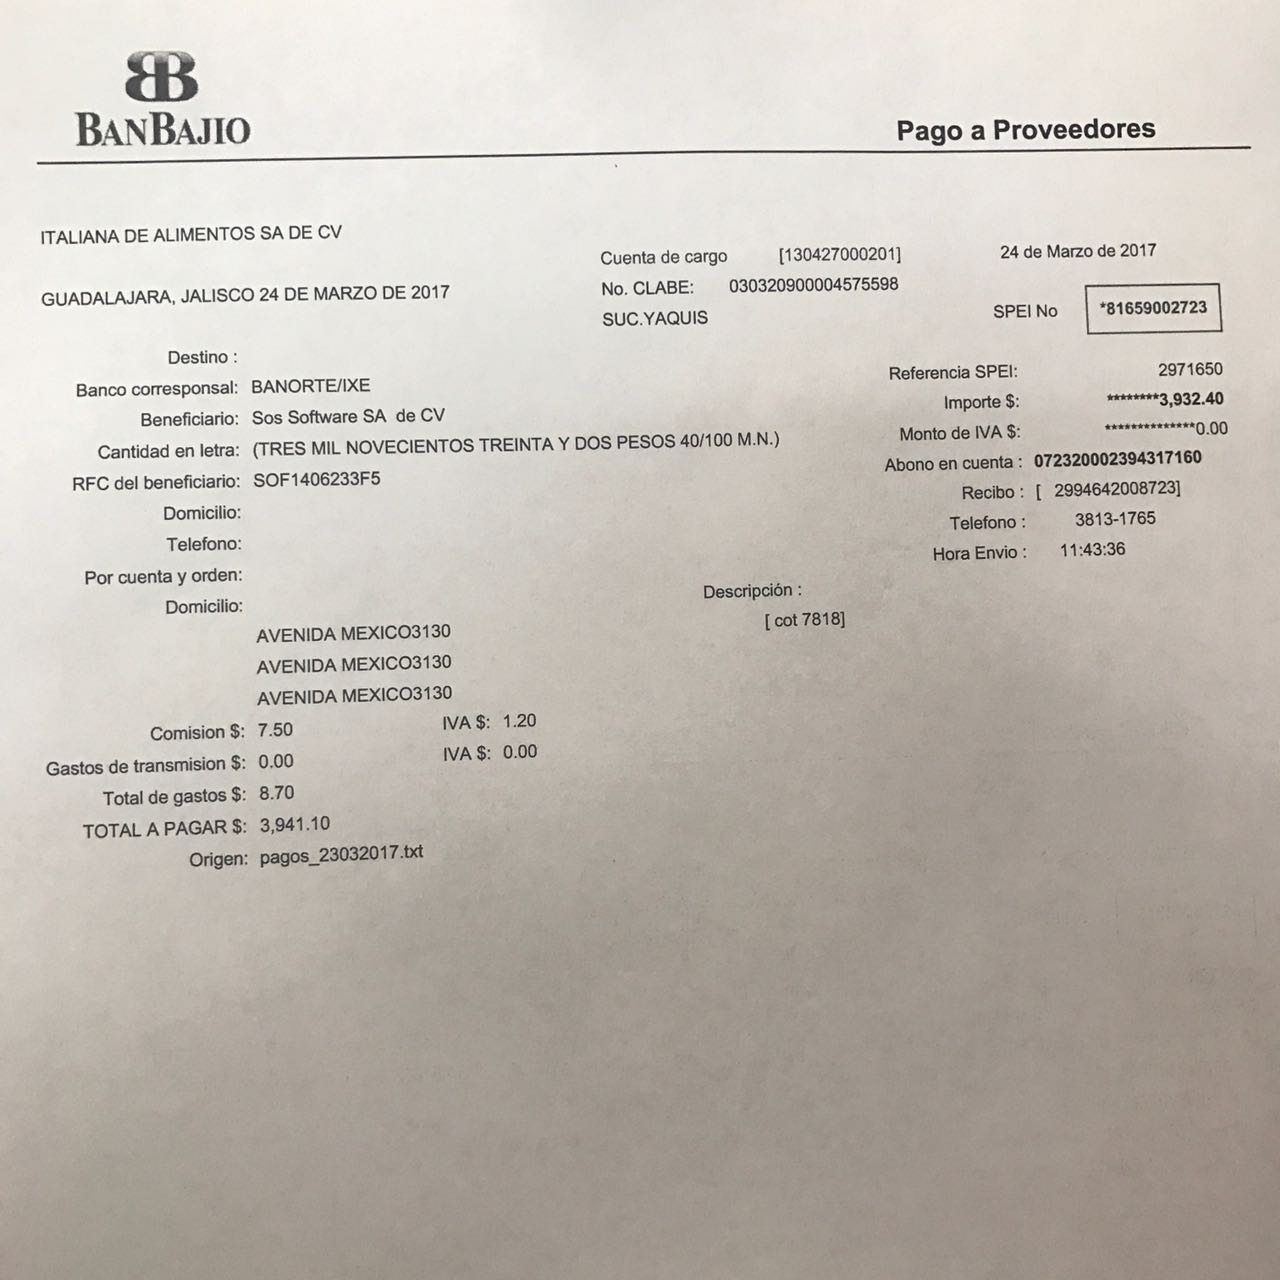 BANBAJIO
Pago a Proveedores
ITALIANA DE ALIMENTOS SA DE CV
GUADALAJARA, JALISCO 24 DE MARZO DE 2017
Cuenta de cargo [130427000201]
No. CLABE: 030320900004575598
SUC.YAQUIS
24 de Marzo de 2017
SPEI No *81659002723
Destino :
Banco corresponsal: BANORTE/IXE
Beneficiario: Sos Software SA de CV
Cantidad en letra: (TRES MIL NOVECIENTOS TREINTA Y DOS PESOS 40/100 M.N.)
RFC del beneficiario: SOF1406233F5
Domicilio:
Telefono:
Por cuenta y orden:
Domicilio:
AVENIDA MEXICO3130
AVENIDA MEXICO3130
AVENIDA MEXICO3130
Referencia SPEI: 2971650
Importe $: ********3,932.40
Monto de IVA $: **************0.00
Abono en cuenta : 072320002394317160
Recibo : [ 2994642008723]
Telefono : 3813-1765
Hora Envio : 11:43:36
Descripción :
[ cot 7818]
Comision $: 7.50 IVA $: 1.20
Gastos de transmision $: 0.00 IVA $: 0.00
Total de gastos $: 8.70
TOTAL A PAGAR $: 3,941.10
Origen: pagos_23032017.txt